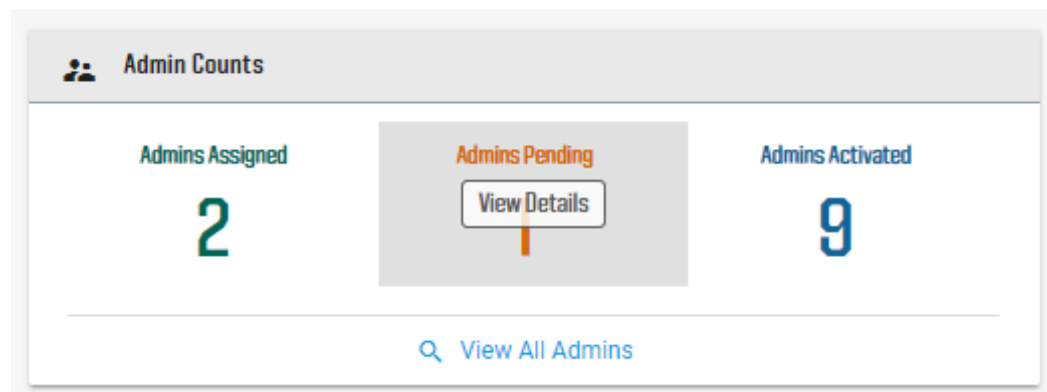 Admin Counts
Admins Assigned
Admins Pending
Admins Activated
2
View Details
9
View All Admins